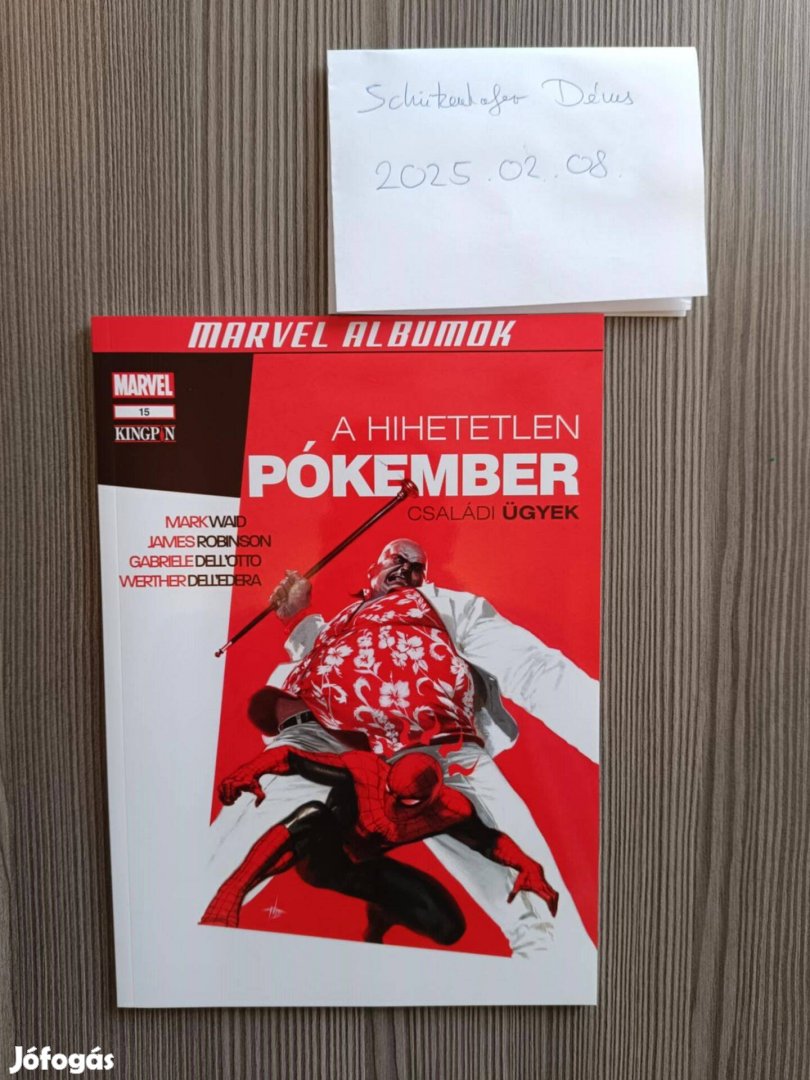 Dénes
2025.02.08.
MARVEL ALBUMOK
MARVEL
15
KINGPIN
A HIHETETLEN
PÓKEMBER
CSALÁDI ÜGYEK
MARK WAID
JAMES ROBINSON
GABRIELE DELL'OTTO
WERTHER DELL'EDERA
Jófogás